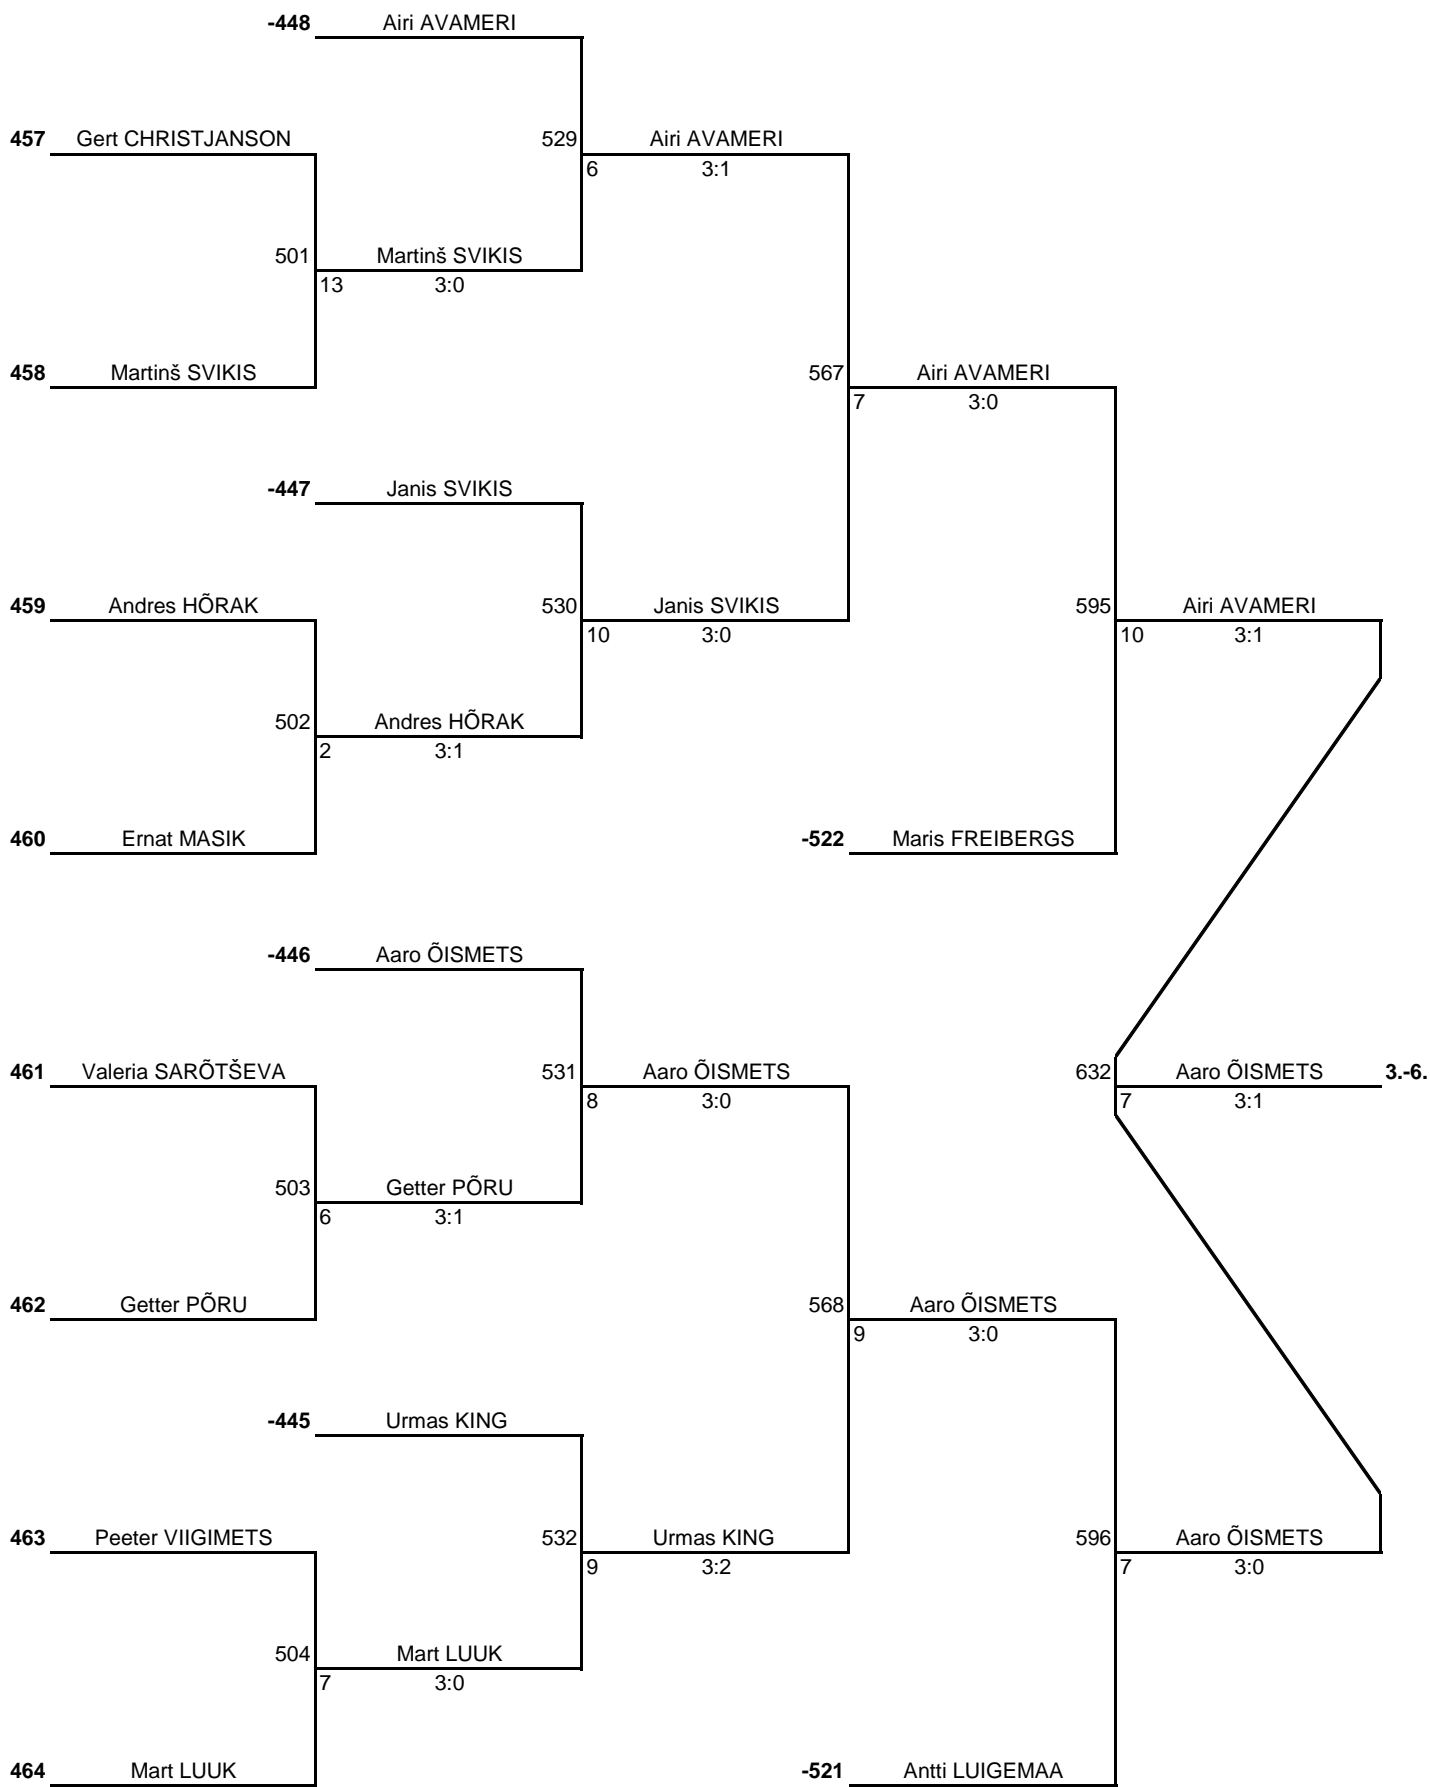 -448 Airi AVAMERI
457 Gert CHRISTJANSON 529 Airi AVAMERI
6 3:1
501 Martinš SVIKIS
13 3:0
458 Martinš SVIKIS 567 Airi AVAMERI
7 3:0
-447 Janis SVIKIS
459 Andres HÕRAK 530 Janis SVIKIS 595 Airi AVAMERI
10 3:0 10 3:1
502 Andres HÕRAK
2 3:1
460 Ernat MASIK -522 Maris FREIBERGS
-446 Aaro ÕISMETS
461 Valeria SARÕTŠEVA 531 Aaro ÕISMETS 632 Aaro ÕISMETS 3.-6.
8 3:0 7 3:1
503 Getter PÕRU
6 3:1
462 Getter PÕRU 568 Aaro ÕISMETS
9 3:0
-445 Urmas KING
463 Peeter VIIGIMETS 532 Urmas KING 596 Aaro ÕISMETS
9 3:2 7 3:0
504 Mart LUUK
7 3:0
464 Mart LUUK -521 Antti LUIGEMAA